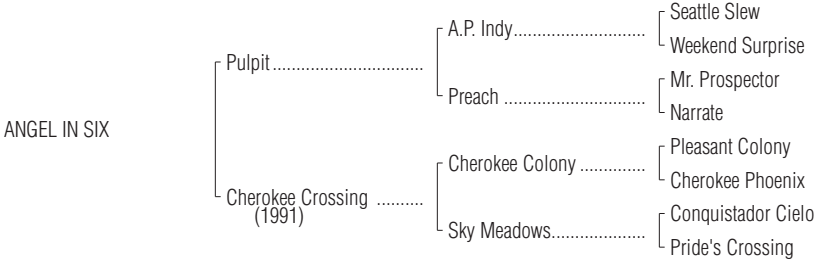 Seattle Slew
A.P. Indy..............................
Weekend Surprise
Pulpit..................................
Mr. Prospector
Preach ................................
Narrate
ANGEL IN SIX
Pleasant Colony
Cherokee Colony ...............
Cherokee Phoenix
Cherokee Crossing ..........
(1991)
Conquistador Cielo
Sky Meadows.....................
Pride's Crossing